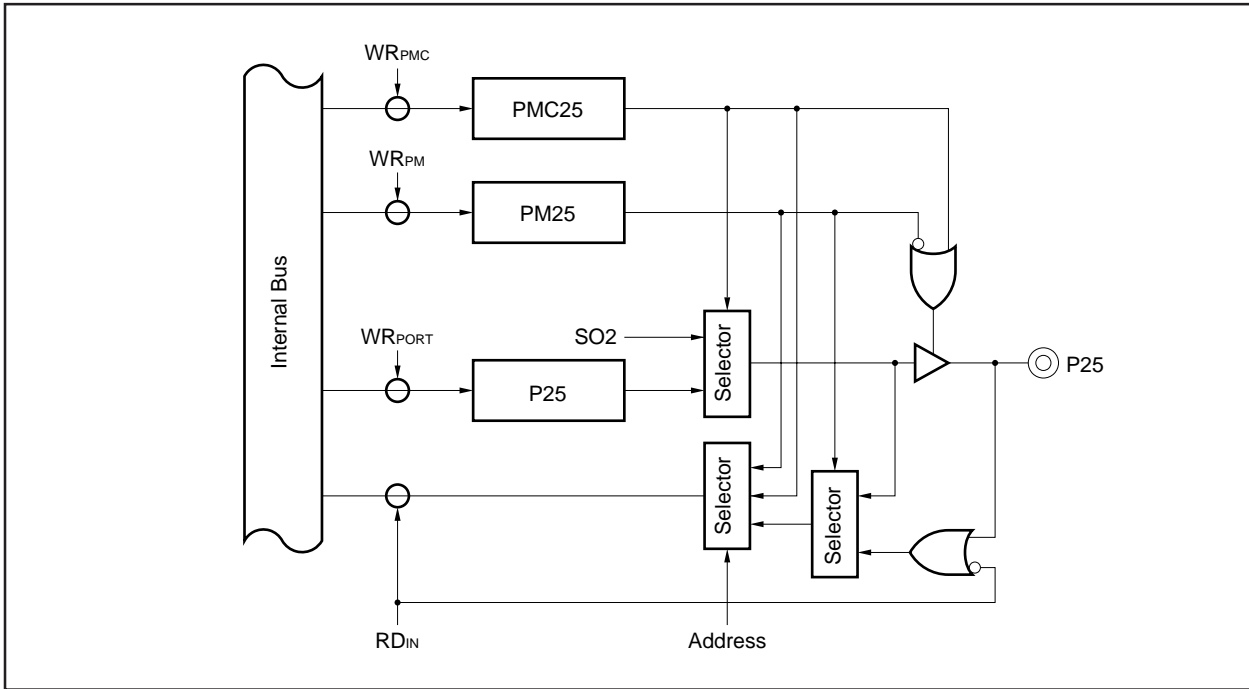 WRPMC
PMC25
WRPM
PM25
Internal Bus
SO2
Selector
WRPORT
P25
P25
Selector
Selector
RDIN
Address